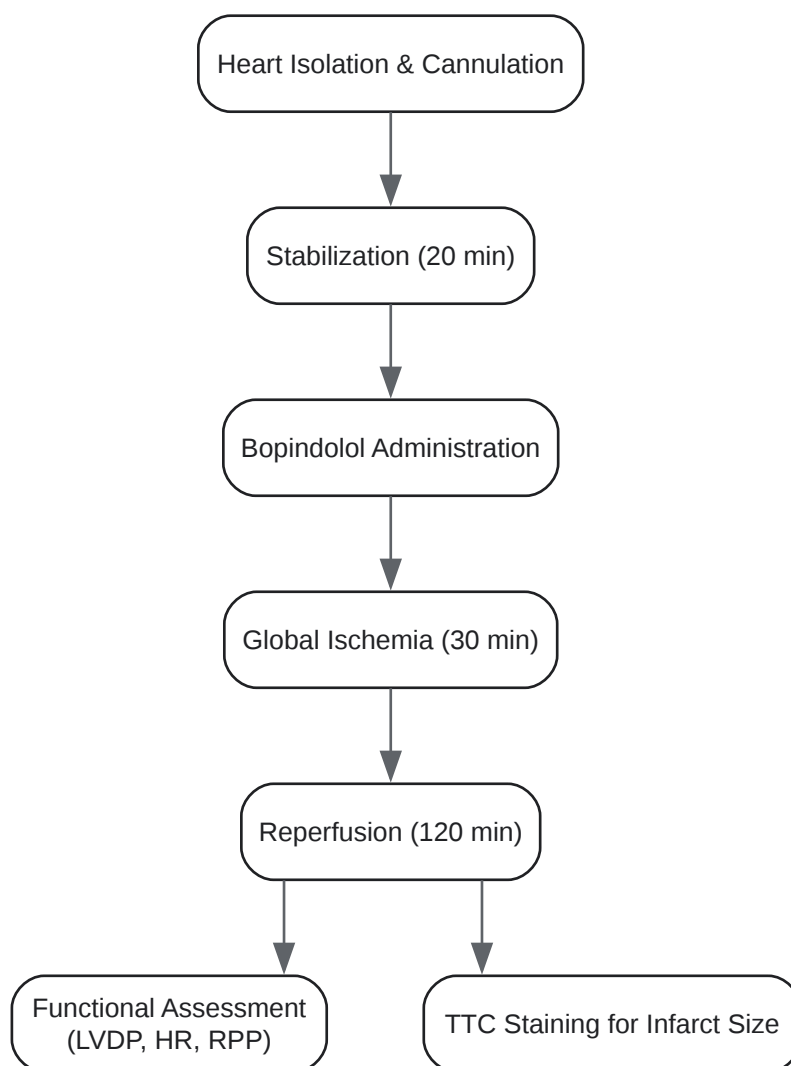 Heart Isolation & Cannulation
Stabilization (20 min)
Bopindolol Administration
Global Ischemia (30 min)
Reperfusion (120 min)
Functional Assessment
(LVDP, HR, RPP)
TTC Staining for Infarct Size